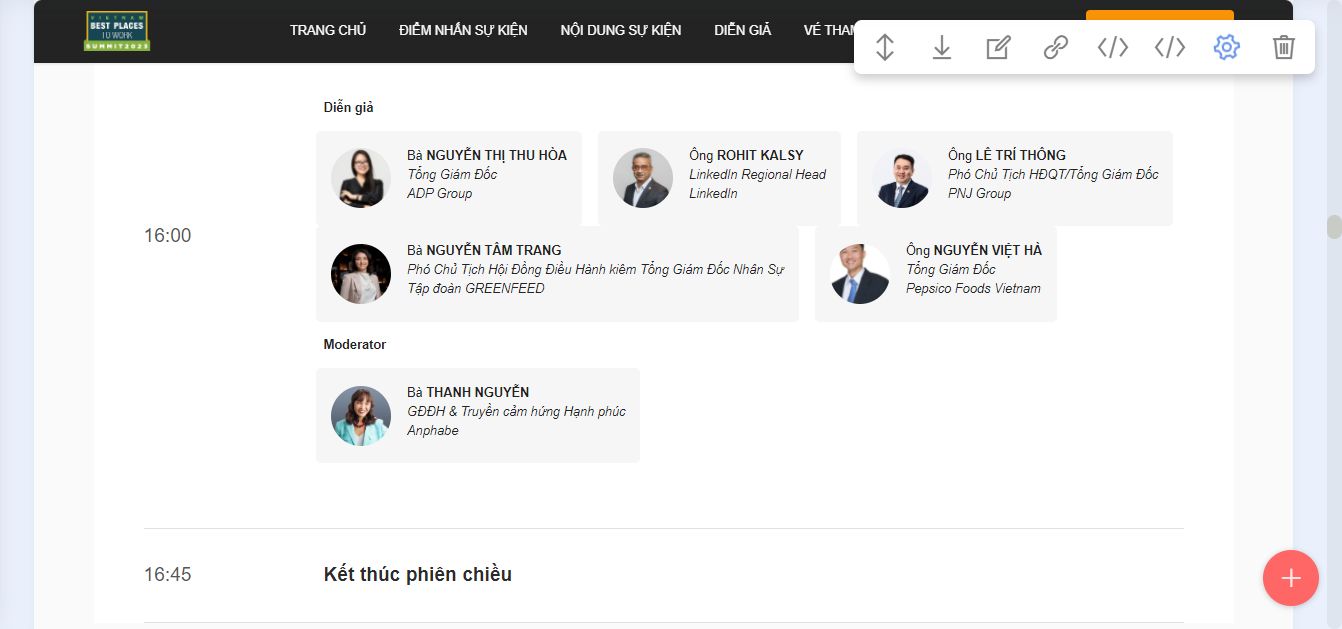 VIETNAM
BEST PLACES
TO WORK
SUMMIT2023
TRANG CHỦ ĐIỂM NHẤN SỰ KIỆN NỘI DUNG SỰ KIỆN DIỄN GIẢ VÉ THAM
Diễn giả
Bà NGUYỄN THỊ THU HÒA
Tổng Giám Đốc
ADP Group
Ông ROHIT KALSY
LinkedIn Regional Head
LinkedIn
Ông LÊ TRÍ THÔNG
Phó Chủ Tịch HĐQT/Tổng Giám Đốc
PNJ Group
16:00
Bà NGUYỄN TÂM TRANG
Phó Chủ Tịch Hội Đồng Điều Hành kiêm Tổng Giám Đốc Nhân Sự
Tập đoàn GREENFEED
Ông NGUYỄN VIỆT HÀ
Tổng Giám Đốc
Pepsico Foods Vietnam
Moderator
Bà THANH NGUYỄN
GĐĐH & Truyền cảm hứng Hạnh phúc
Anphabe
16:45 Kết thúc phiên chiều